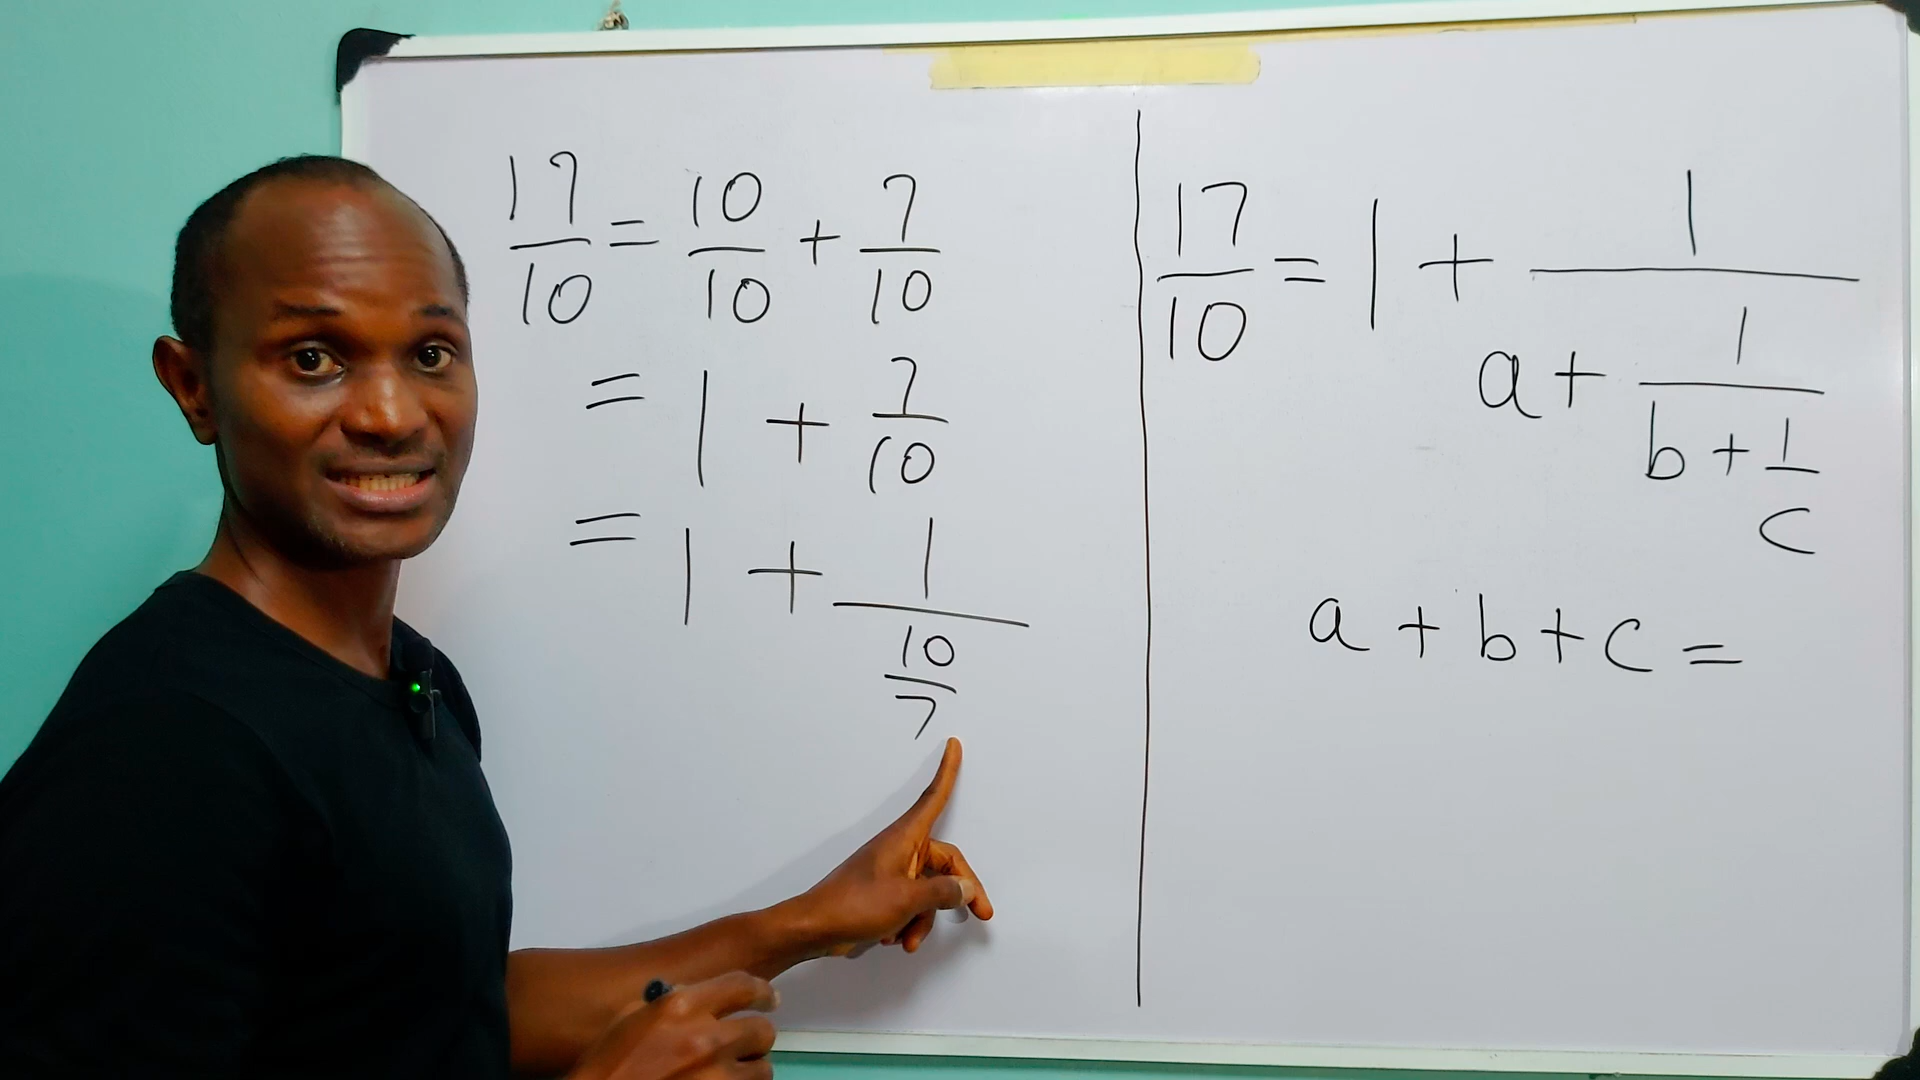 17/10 = 10/10 + 7/10
= 1 + 7/10
= 1 + 1/(10/7)
17/10 = 1 + 1/(a + 1/(b + 1/c))
a + b + c =